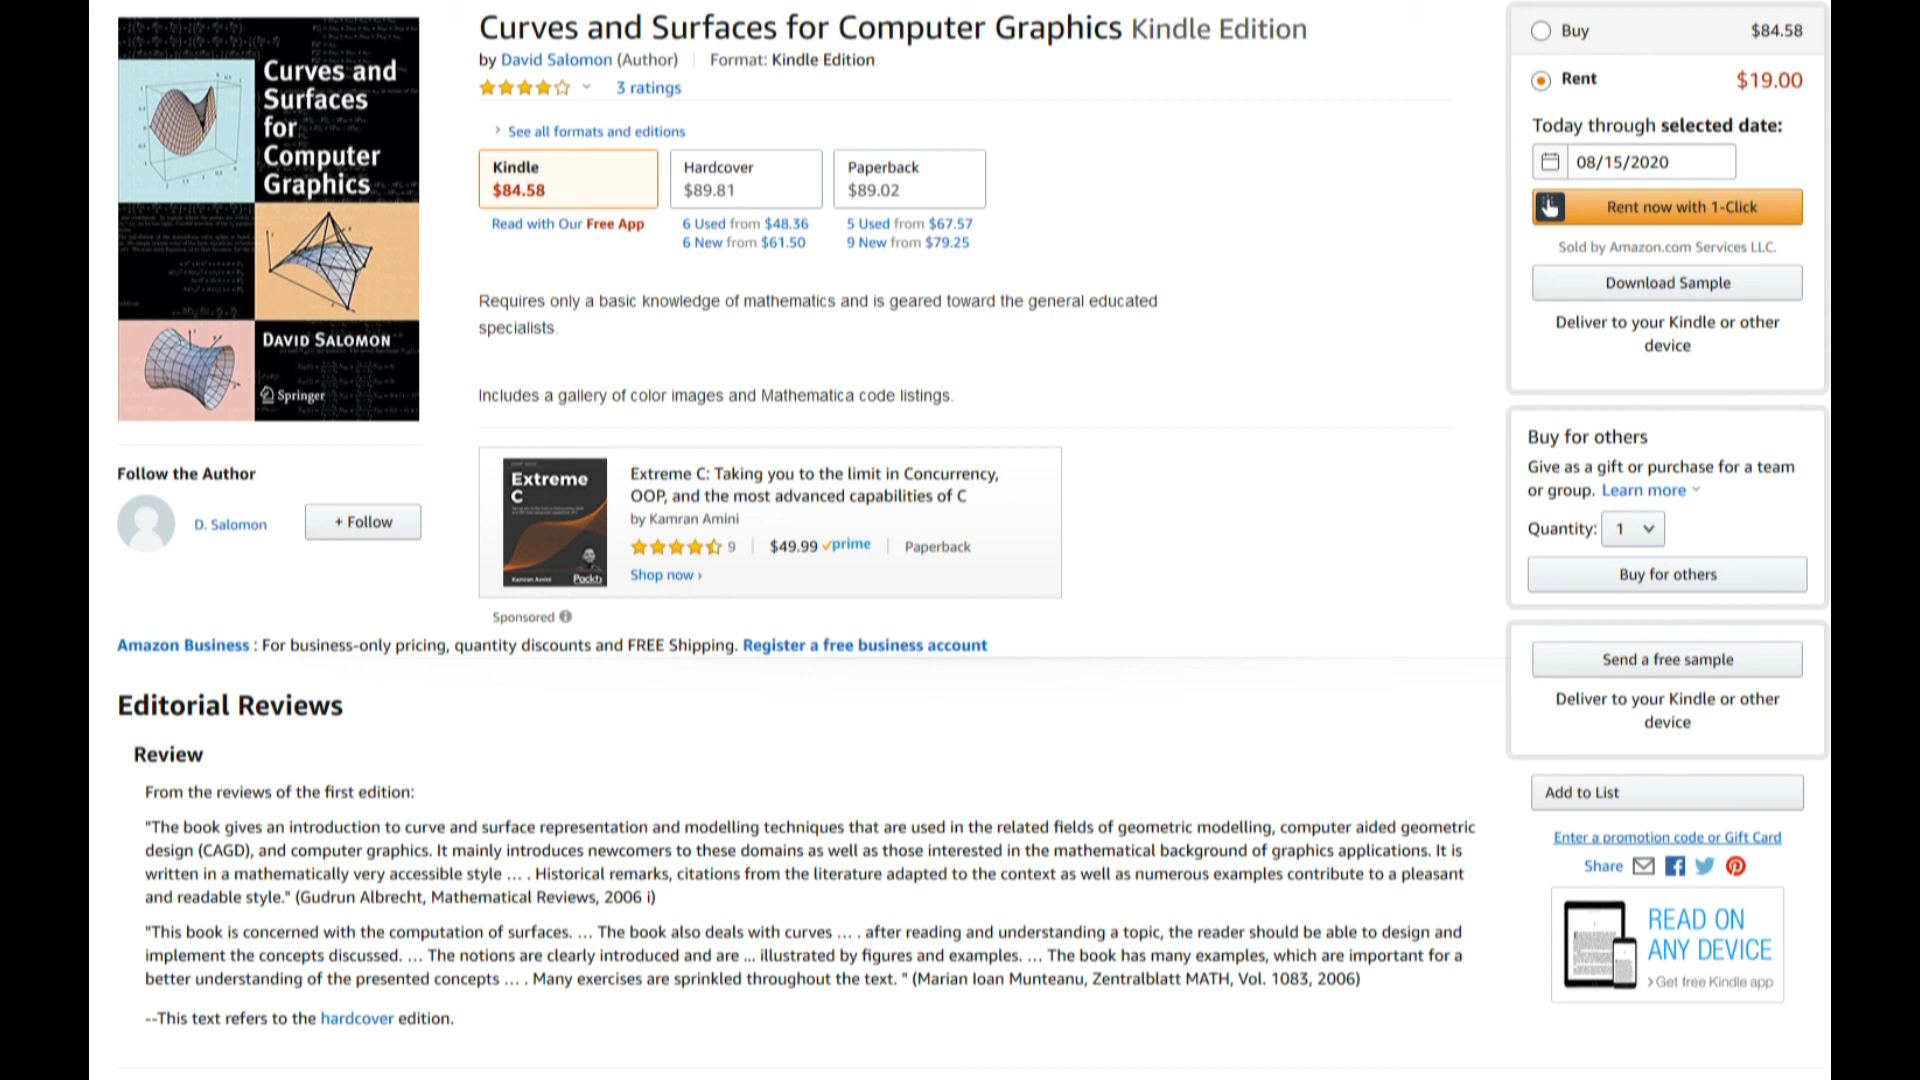 Curves and Surfaces for Computer Graphics Kindle Edition
by David Salomon (Author) Format: Kindle Edition
3 ratings
See all formats and editions
Kindle
$84.58
Read with Our Free App
Hardcover
$89.81
6 Used from $48.36
6 New from $61.50
Paperback
$89.02
5 Used from $67.57
9 New from $79.25
Requires only a basic knowledge of mathematics and is geared toward the general educated
specialists.
Includes a gallery of color images and Mathematica code listings.
Curves and
Surfaces
for
Computer
Graphics
DAVID SALOMON
Springer
Follow the Author
D. Salomon
+ Follow
Extreme
C
Kamran Amini
Packt
Extreme C: Taking you to the limit in Concurrency,
OOP, and the most advanced capabilities of C
by Kamran Amini
9 $49.99 prime Paperback
Shop now ›
Sponsored
Amazon Business : For business-only pricing, quantity discounts and FREE Shipping. Register a free business account
Editorial Reviews
Review
From the reviews of the first edition:
"The book gives an introduction to curve and surface representation and modelling techniques that are used in the related fields of geometric modelling, computer aided geometric
design (CAGD), and computer graphics. It mainly introduces newcomers to these domains as well as those interested in the mathematical background of graphics applications. It is
written in a mathematically very accessible style ... . Historical remarks, citations from the literature adapted to the context as well as numerous examples contribute to a pleasant
and readable style." (Gudrun Albrecht, Mathematical Reviews, 2006 i)
"This book is concerned with the computation of surfaces. ... The book also deals with curves ... . after reading and understanding a topic, the reader should be able to design and
implement the concepts discussed. ... The notions are clearly introduced and are ... illustrated by figures and examples. ... The book has many examples, which are important for a
better understanding of the presented concepts ... . Many exercises are sprinkled throughout the text. " (Marian Ioan Munteanu, Zentralblatt MATH, Vol. 1083, 2006)
--This text refers to the hardcover edition.
Buy $84.58
Rent $19.00
Today through selected date:
08/15/2020
Rent now with 1-Click
Sold by Amazon.com Services LLC.
Download Sample
Deliver to your Kindle or other
device
Buy for others
Give as a gift or purchase for a team
or group. Learn more
Quantity: 1
Buy for others
Send a free sample
Deliver to your Kindle or other
device
Add to List
Enter a promotion code or Gift Card
Share
READ ON
ANY DEVICE
› Get free Kindle app